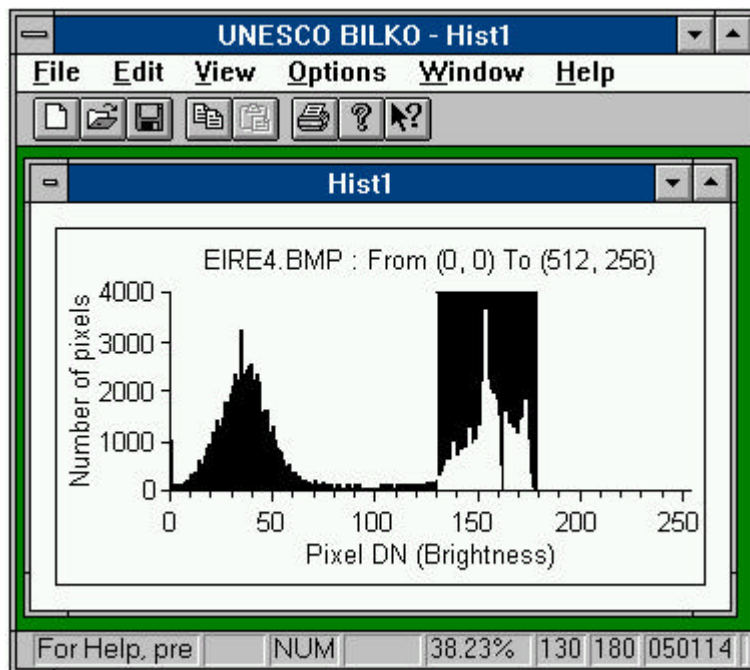 UNESCO BILKO - Hist1
File Edit View Options Window Help
Hist1
EIRE4.BMP : From (0, 0) To (512, 256)
Number of pixels
4000
3000
2000
1000
0
0 50 100 150 200 250
Pixel DN (Brightness)
For Help, pre NUM 38.23% 130 180 050114